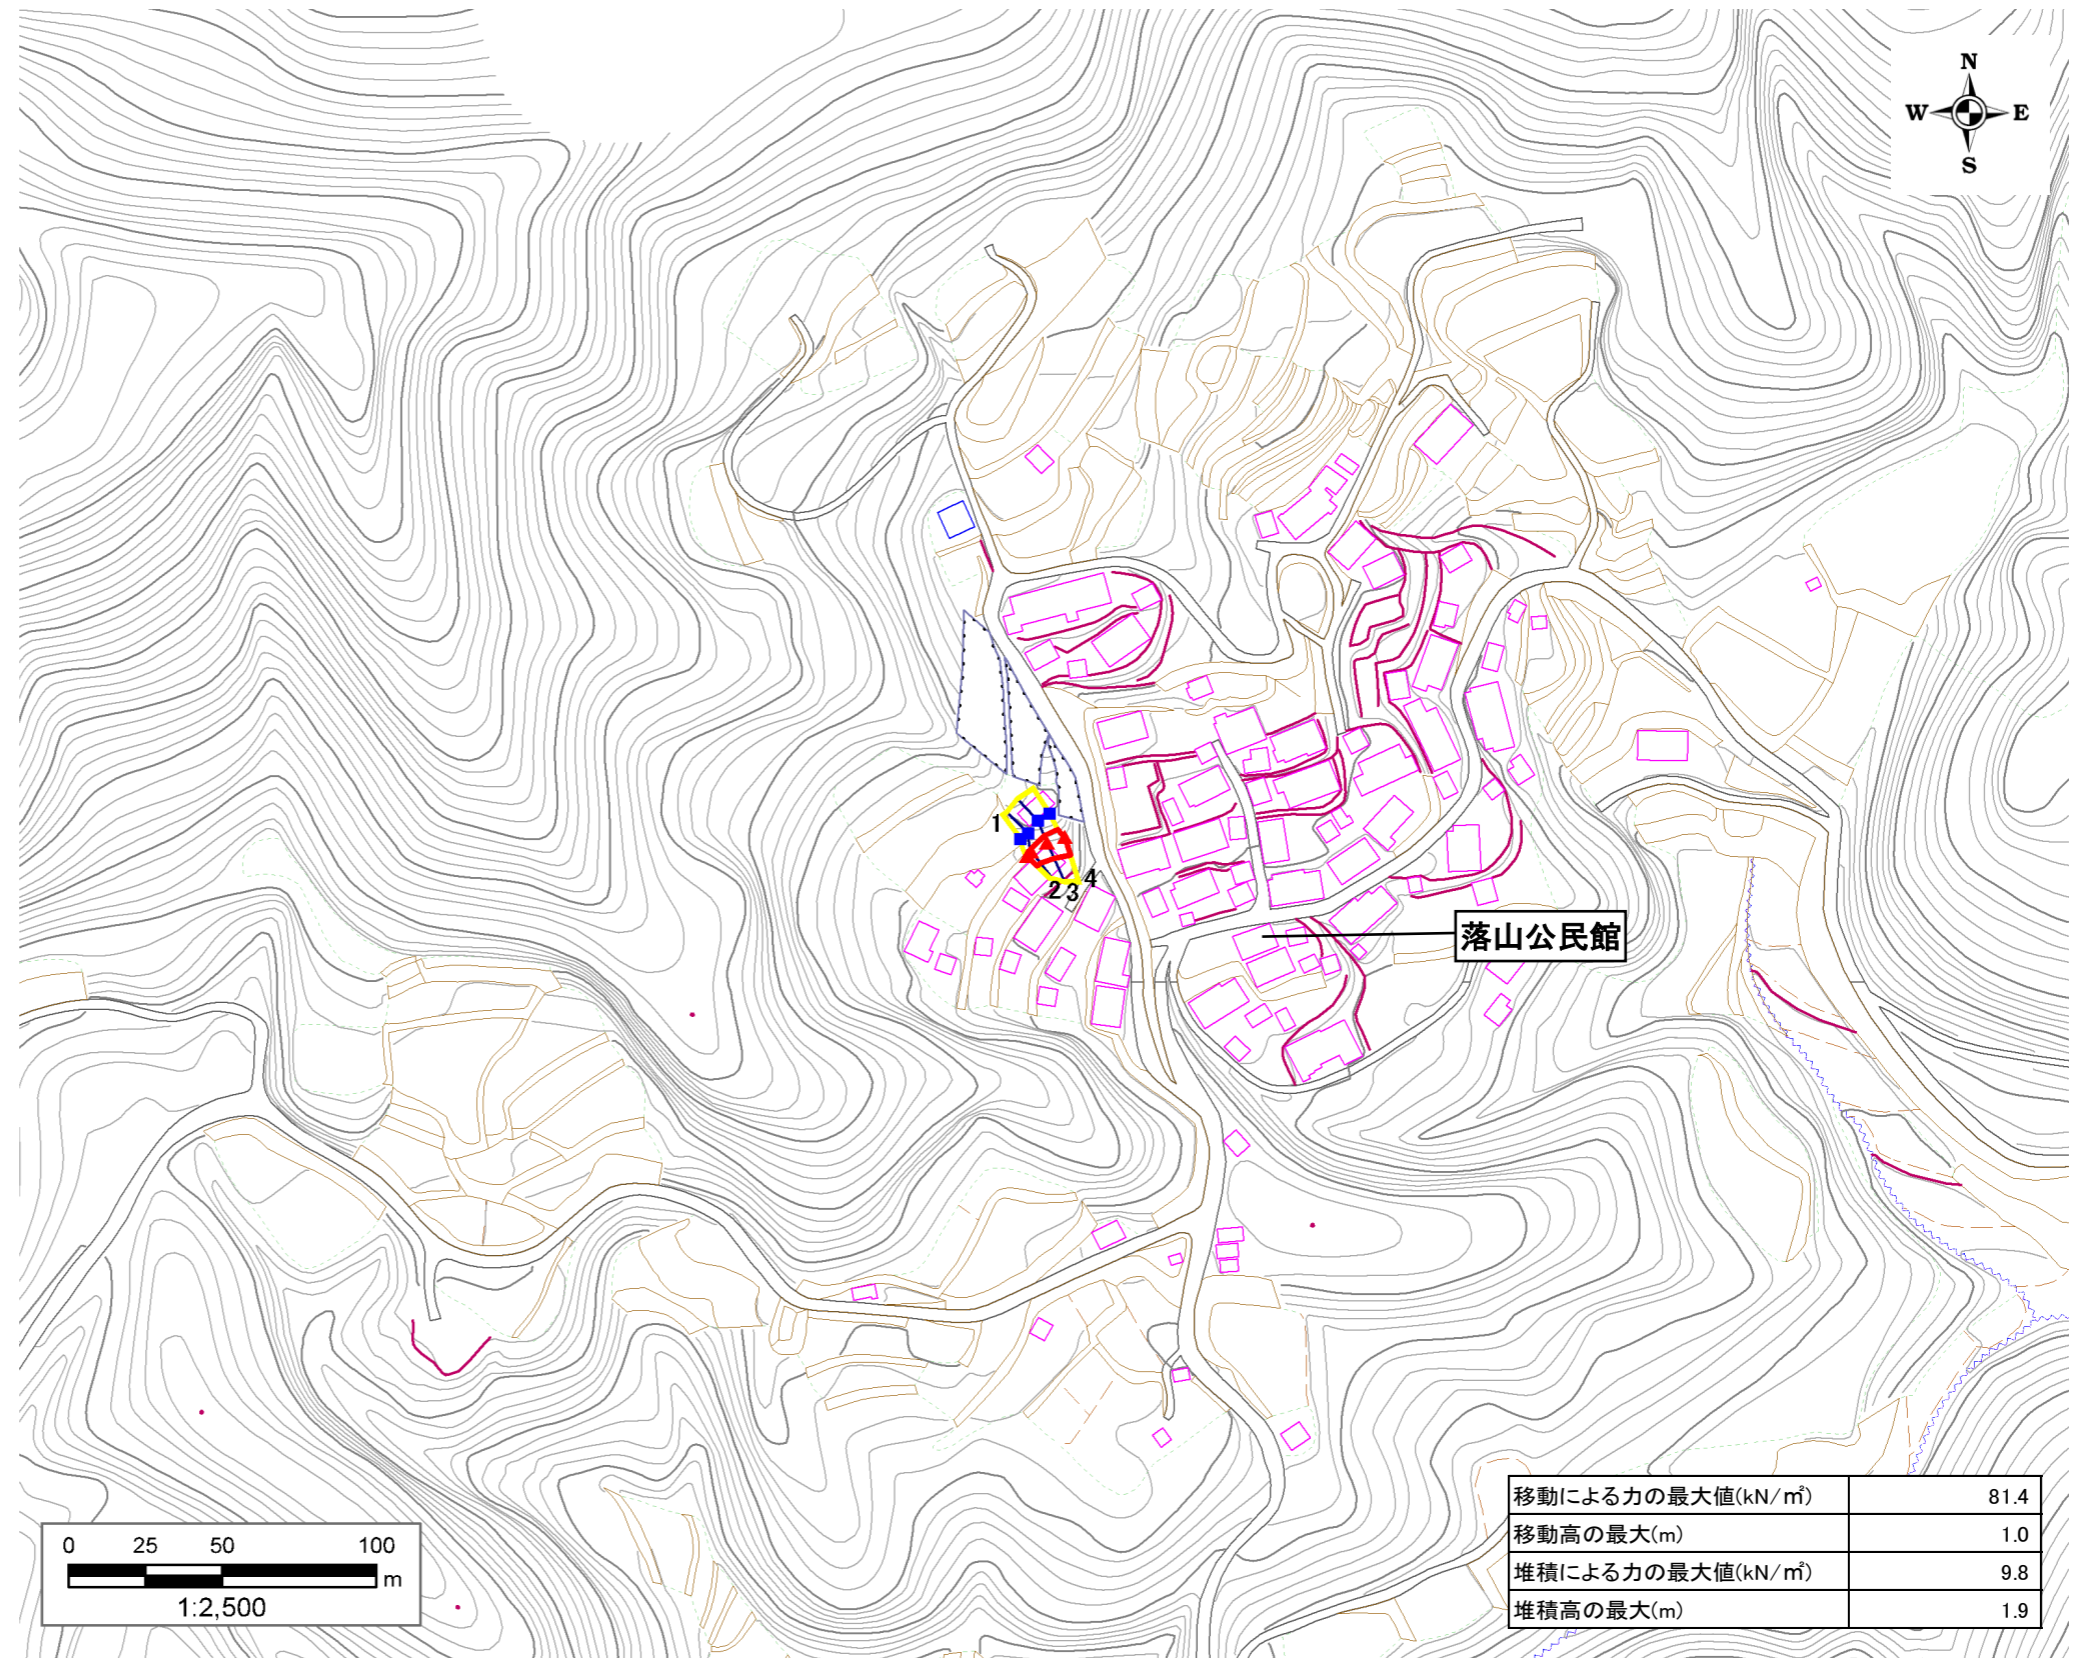 N
W E
S
1
2 3 4
落山公民館
移動による力の最大値(kN/㎡) 81.4
移動高の最大(m) 1.0
堆積による力の最大値(kN/㎡) 9.8
堆積高の最大(m) 1.9
0 25 50 100
m
1:2,500